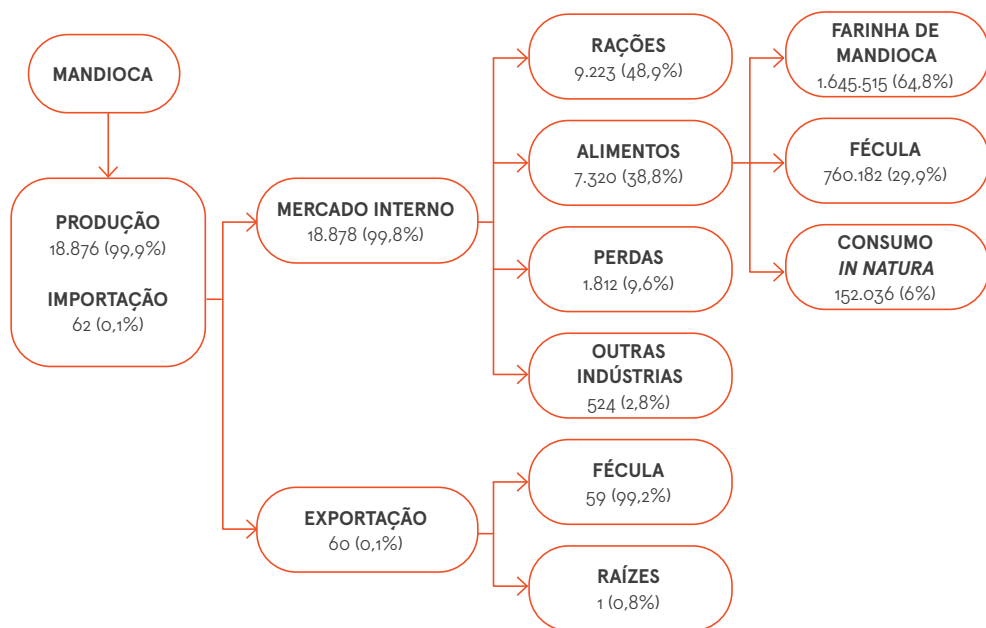 MANDIOCA
PRODUÇÃO
18.876 (99,9%)
IMPORTAÇÃO
62 (0,1%)
MERCADO INTERNO
18.878 (99,8%)
EXPORTAÇÃO
60 (0,1%)
RAÇÕES
9.223 (48,9%)
ALIMENTOS
7.320 (38,8%)
PERDAS
1.812 (9,6%)
OUTRAS
INDÚSTRIAS
524 (2,8%)
FÉCULA
59 (99,2%)
RAÍZES
1 (0,8%)
FARINHA DE
MANDIOCA
1.645.515 (64,8%)
FÉCULA
760.182 (29,9%)
CONSUMO
IN NATURA
152.036 (6%)